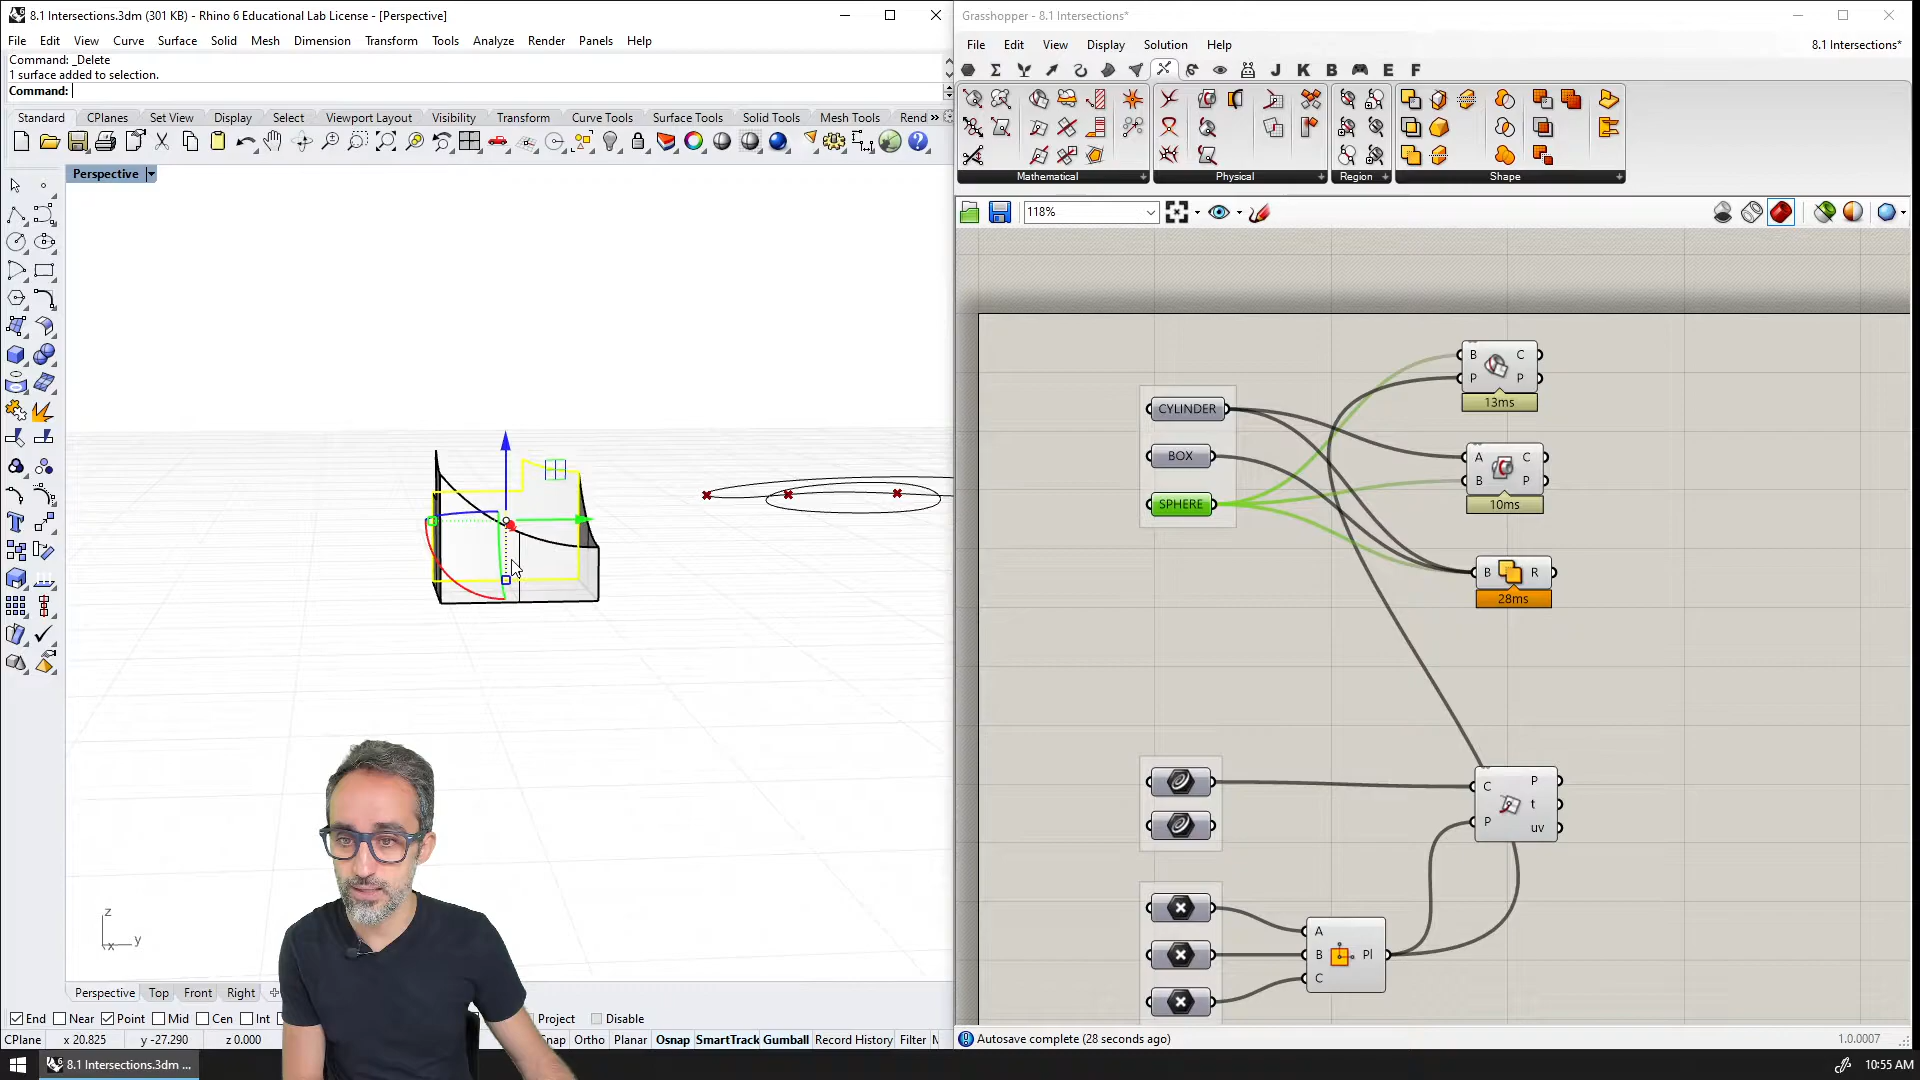 8.1 Intersections.3dm (301 KB) - Rhino 6 Educational Lab License - [Perspective]
File Edit View Curve Surface Solid Mesh Dimension Transform Tools Analyze Render Panels Help
Command: _Delete
1 surface added to selection.
Command:
Standard CPlanes Set View Display Select Viewport Layout Visibility Transform Curve Tools Surface Tools Solid Tools Mesh Tools Rend »
Perspective
z
x y
Perspective Top Front Right
End Near Point Mid Cen Int Project Disable
CPlane x 20.825 y -27.290 z 0.000 Ortho Planar Osnap SmartTrack Gumball Record History Filter
8.1 Intersections.3dm ...
Grasshopper - 8.1 Intersections*
File Edit View Display Solution Help 8.1 Intersections*
J K B E F
Mathematical Physical Region Shape
118%
B C
P P
13ms
CYLINDER
BOX
SPHERE
A C
B P
10ms
B R
28ms
C P
t
P uv
A
B Pl
C
Autosave complete (28 seconds ago) 1.0.0007
10:55 AM